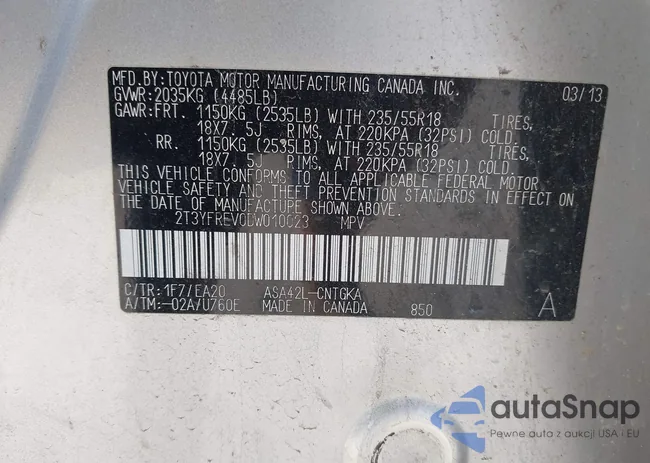 MFD.BY:TOYOTA MOTOR MANUFACTURING CANADA INC. 03/13
GVWR:2035KG (4485LB)
GAWR:FRT. 1150KG (2535LB) WITH 235/55R18 TIRES,
18X7. 5J RIMS, AT 220KPA (32PSI) COLD.
RR. 1150KG (2535LB) WITH 235/55R18 TIRES,
18X7. 5J RIMS, AT 220KPA (32PSI) COLD.
THIS VEHICLE CONFORMS TO ALL APPLICABLE FEDERAL MOTOR
VEHICLE SAFETY AND THEFT PREVENTION STANDARDS IN EFFECT ON
THE DATE OF MANUFACTURE SHOWN ABOVE.
2T3YFREV0DW010023 MPV
C/TR: 1F7/EA20 ASA42L-CNTGKA
A/TM: -02A/U760E MADE IN CANADA 850 A
autoSnap
Pewne auta z aukcji USA i EU